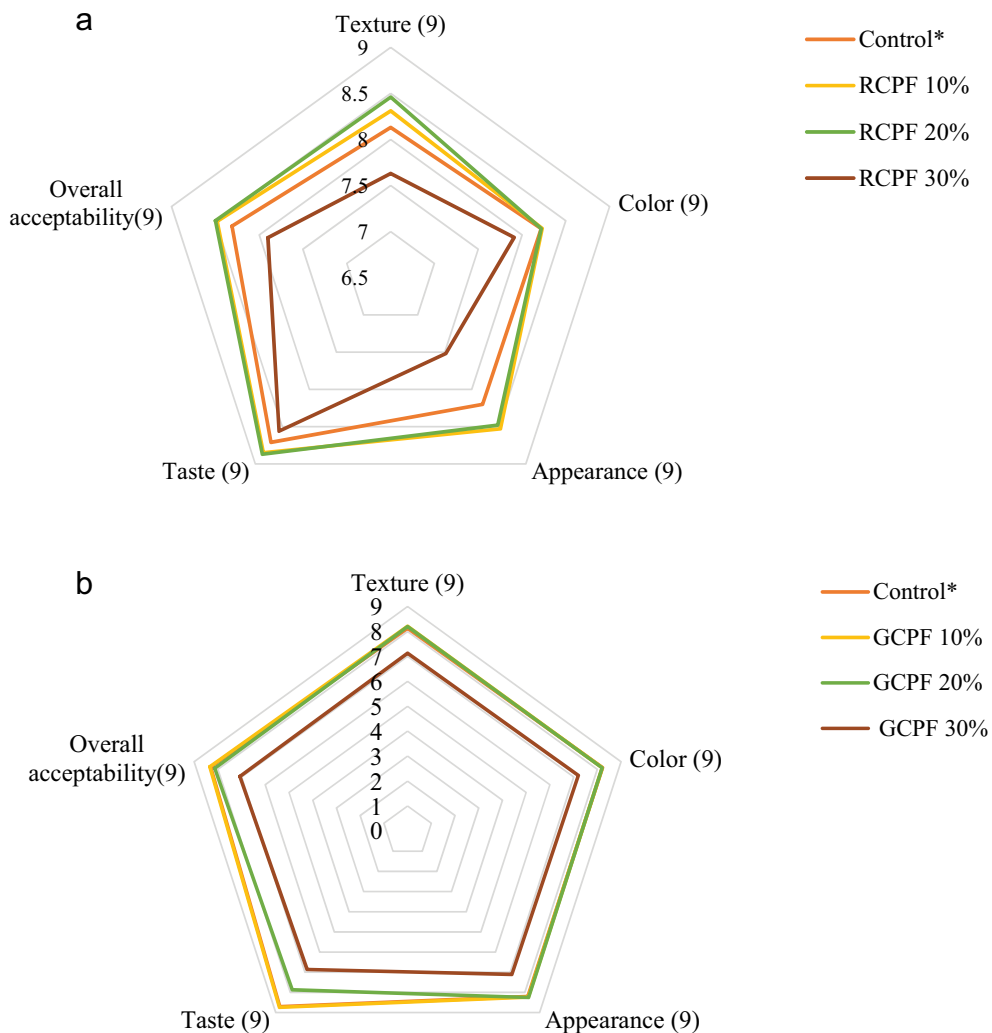 a
Texture (9)
9
8.5
8
7.5
7
6.5
Color (9)
Appearance (9)
Taste (9)
Overall
acceptability(9)
Control*
RCPF 10%
RCPF 20%
RCPF 30%
b
Texture (9)
9
8
7
6
5
4
3
2
1
0
Color (9)
Appearance (9)
Taste (9)
Overall
acceptability(9)
Control*
GCPF 10%
GCPF 20%
GCPF 30%